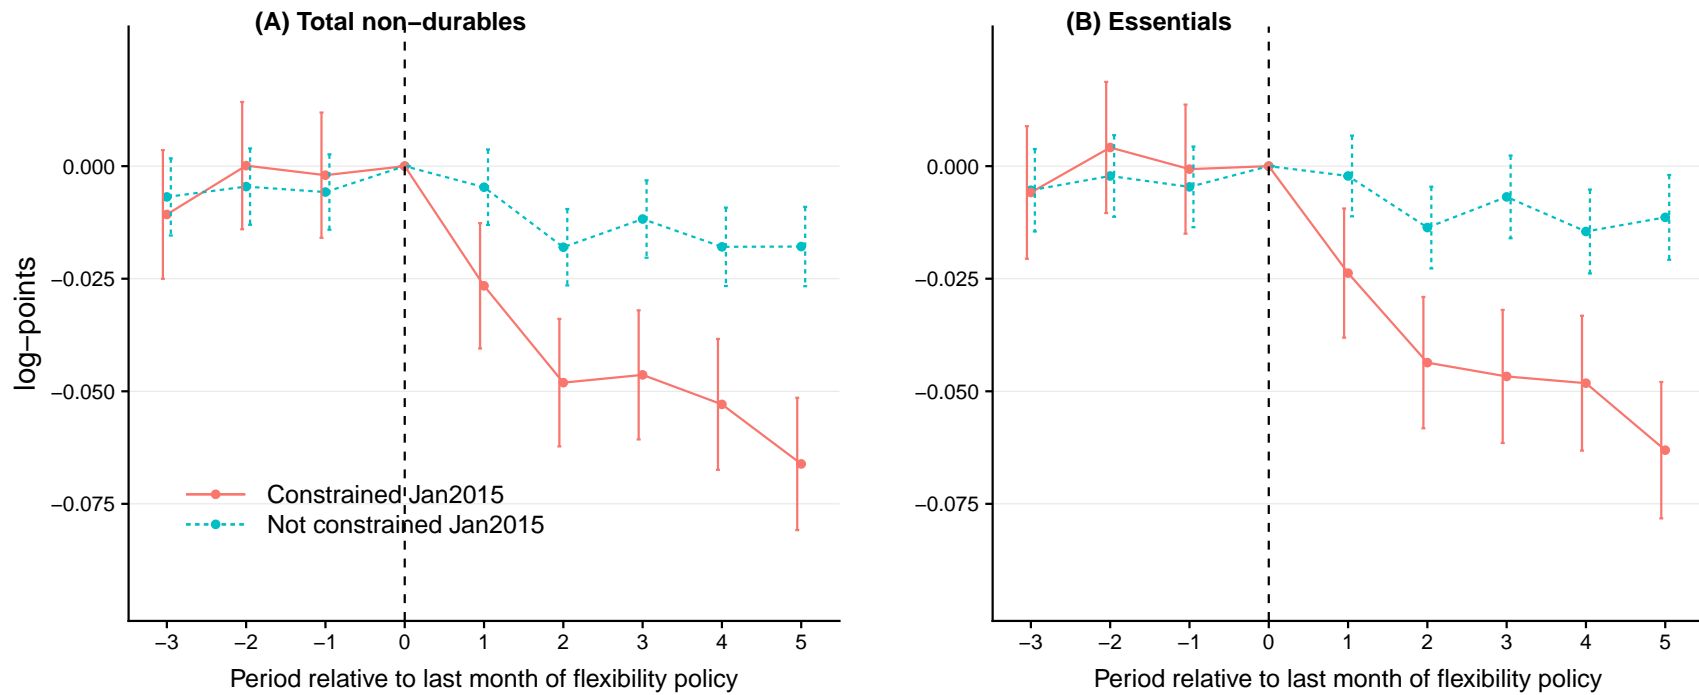 (A) Total non−durables
(B) Essentials
log−points
0.000
−0.025
−0.050
−0.075
Constrained Jan2015
Not constrained Jan2015
−3 −2 −1 0 1 2 3 4 5
Period relative to last month of flexibility policy
0.000
−0.025
−0.050
−0.075
−3 −2 −1 0 1 2 3 4 5
Period relative to last month of flexibility policy